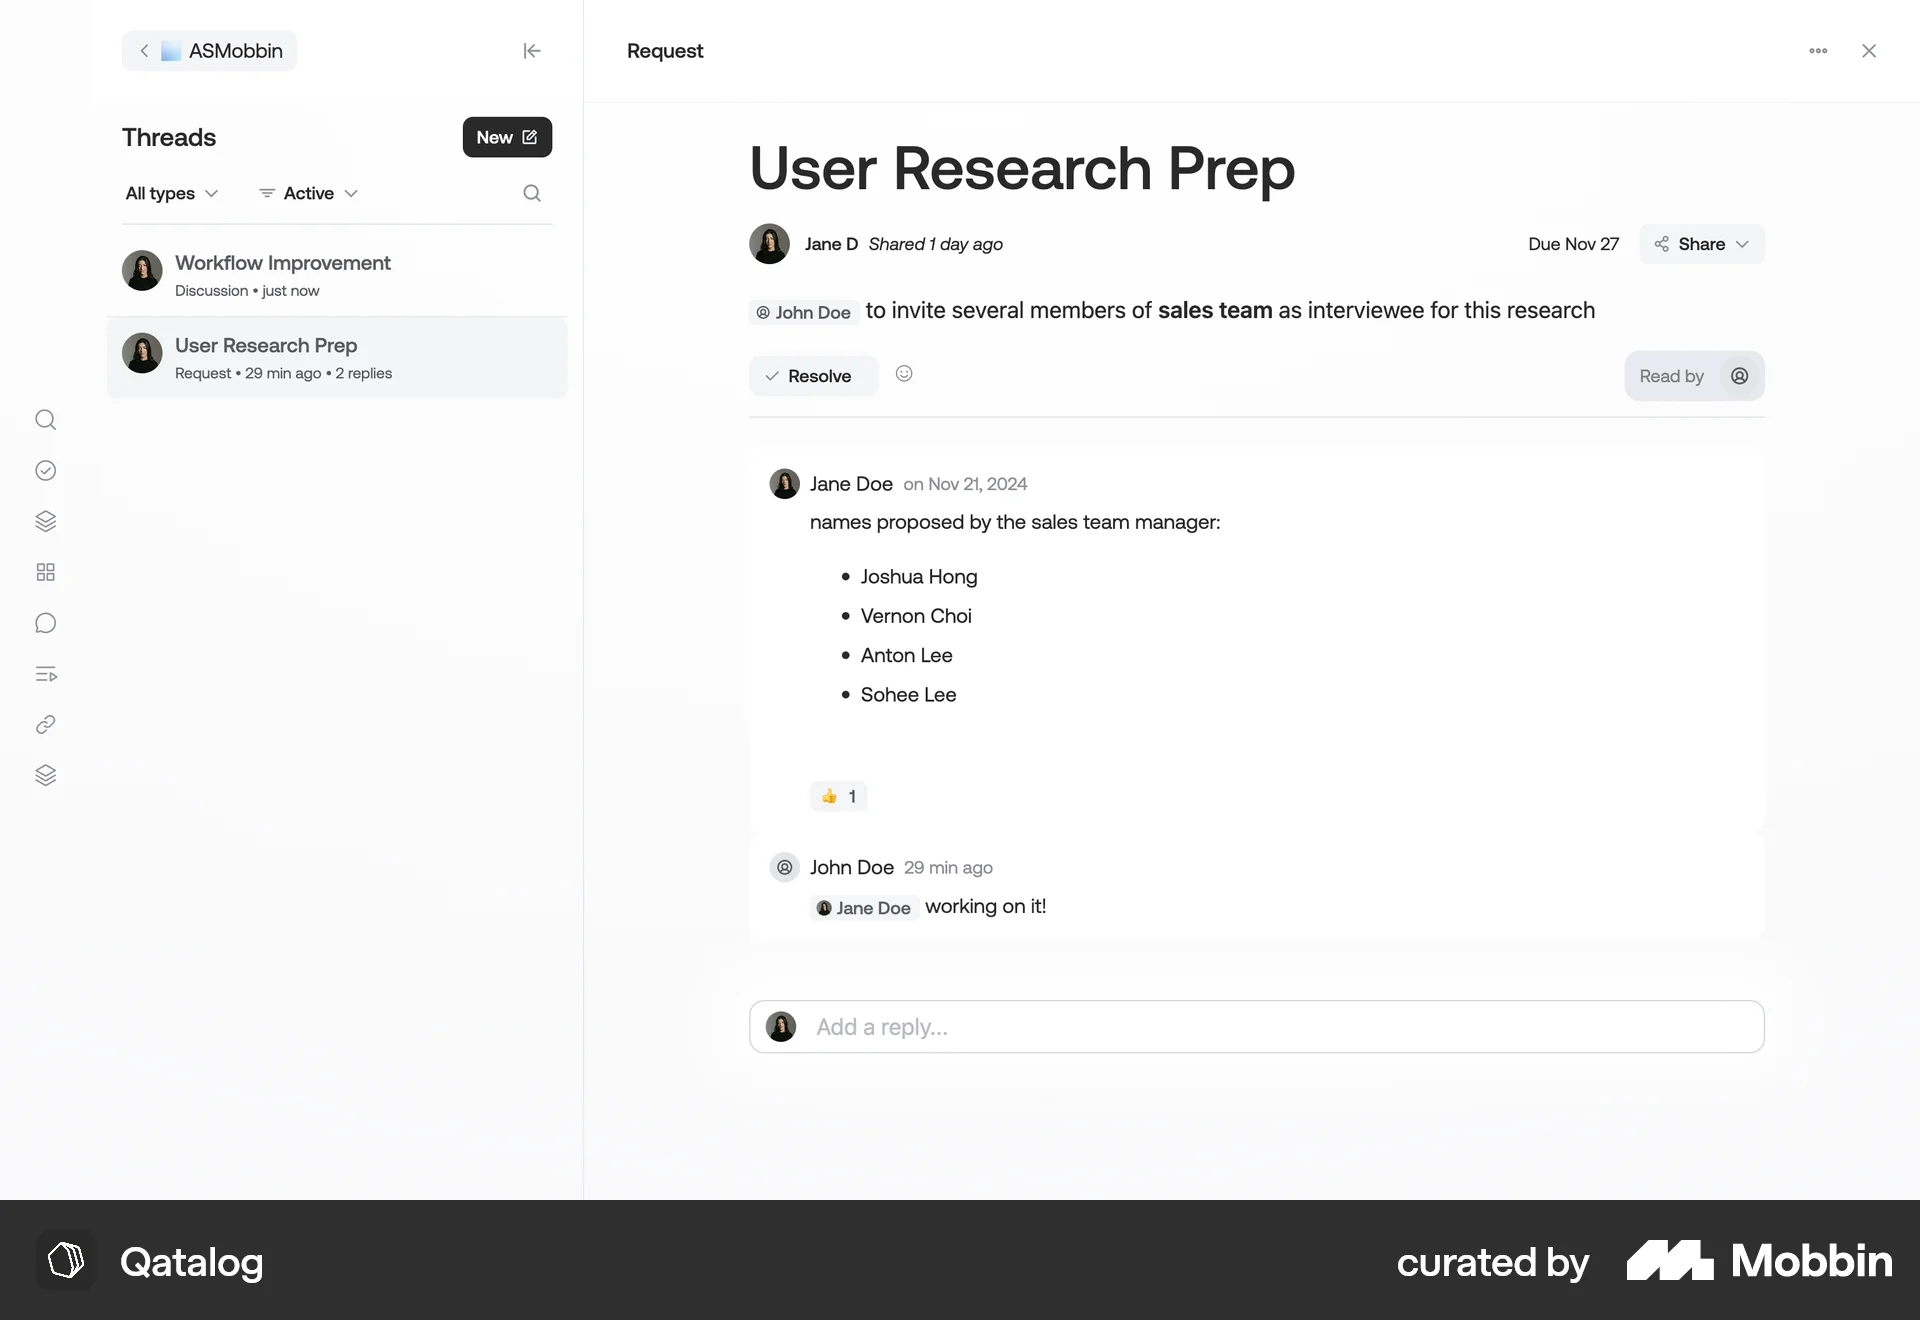 ASMobbin
Threads
New
All types
Active
Workflow Improvement
Discussion • just now
User Research Prep
Request • 29 min ago • 2 replies
Request
User Research Prep
Jane D Shared 1 day ago
Due Nov 27
Share
John Doe to invite several members of sales team as interviewee for this research
Resolve
Read by
Jane Doe on Nov 21, 2024
names proposed by the sales team manager:
• Joshua Hong
• Vernon Choi
• Anton Lee
• Sohee Lee
👍 1
John Doe 29 min ago
Jane Doe working on it!
Add a reply...
Qatalog
curated by Mobbin